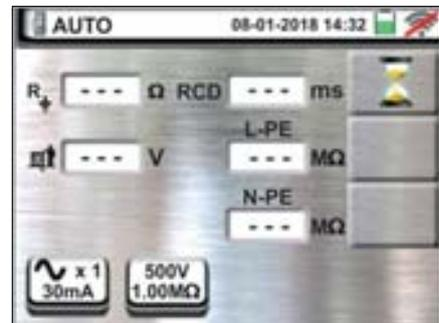 AUTO 08-01-2018 14:32
R --- Ω RCD --- ms
L-PE
--- V --- MΩ
N-PE
--- MΩ
x 1 500V
30mA 1.00MΩ